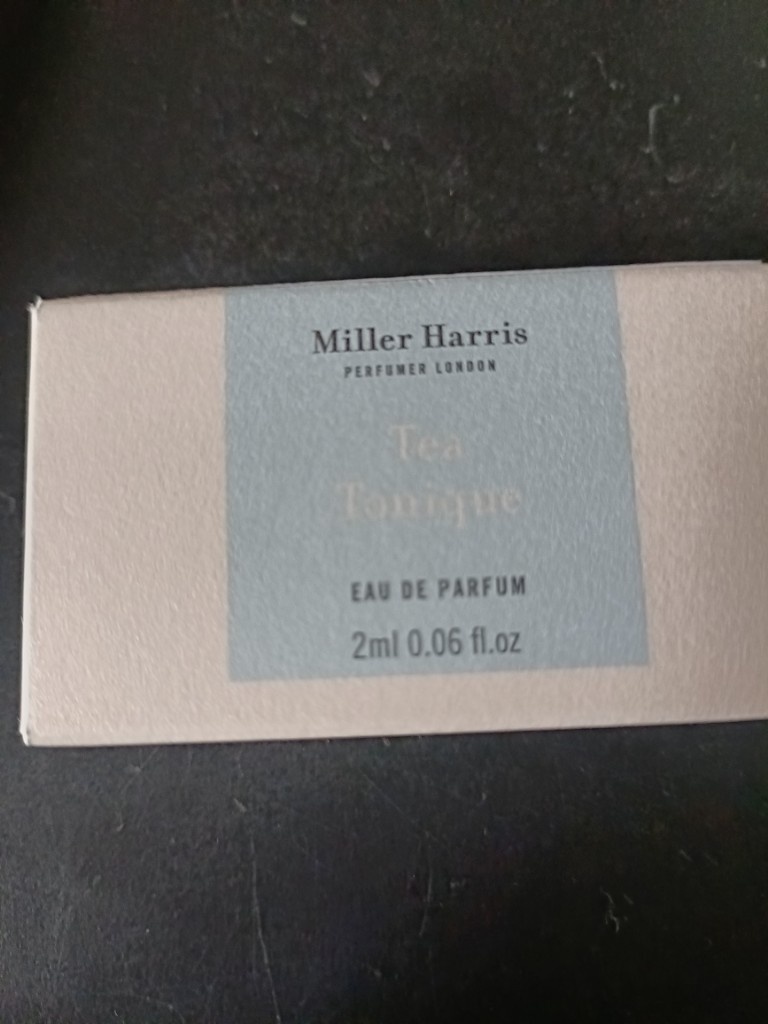 Miller Harris
PERFUMER LONDON
Tea
Tonique
EAU DE PARFUM
2ml 0.06 fl.oz